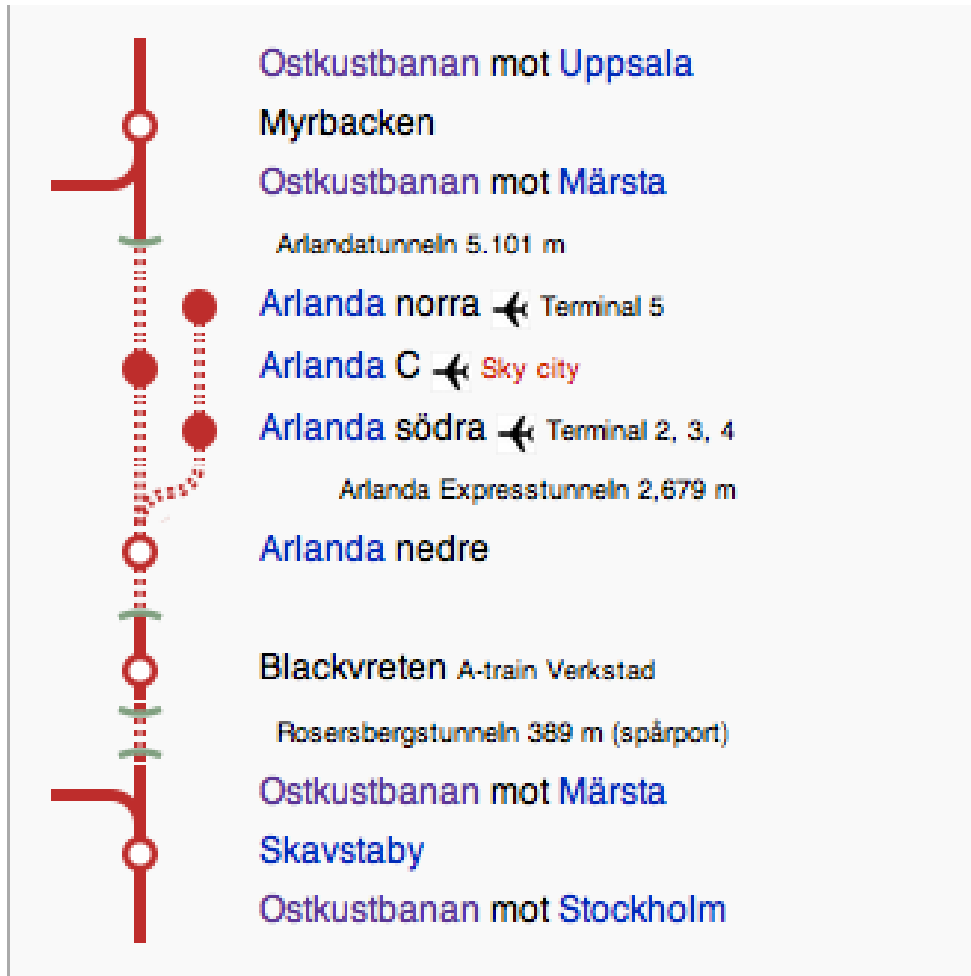 Ostkustbanan mot Uppsala
Myrbacken
Ostkustbanan mot Märsta
Arlandatunneln 5.101 m
Arlanda norra Terminal 5
Arlanda C Sky city
Arlanda södra Terminal 2, 3, 4
Arlanda Expresstunneln 2,679 m
Arlanda nedre
Blackvreten A-train Verkstad
Rosersbergstunneln 389 m (spårport)
Ostkustbanan mot Märsta
Skavstaby
Ostkustbanan mot Stockholm